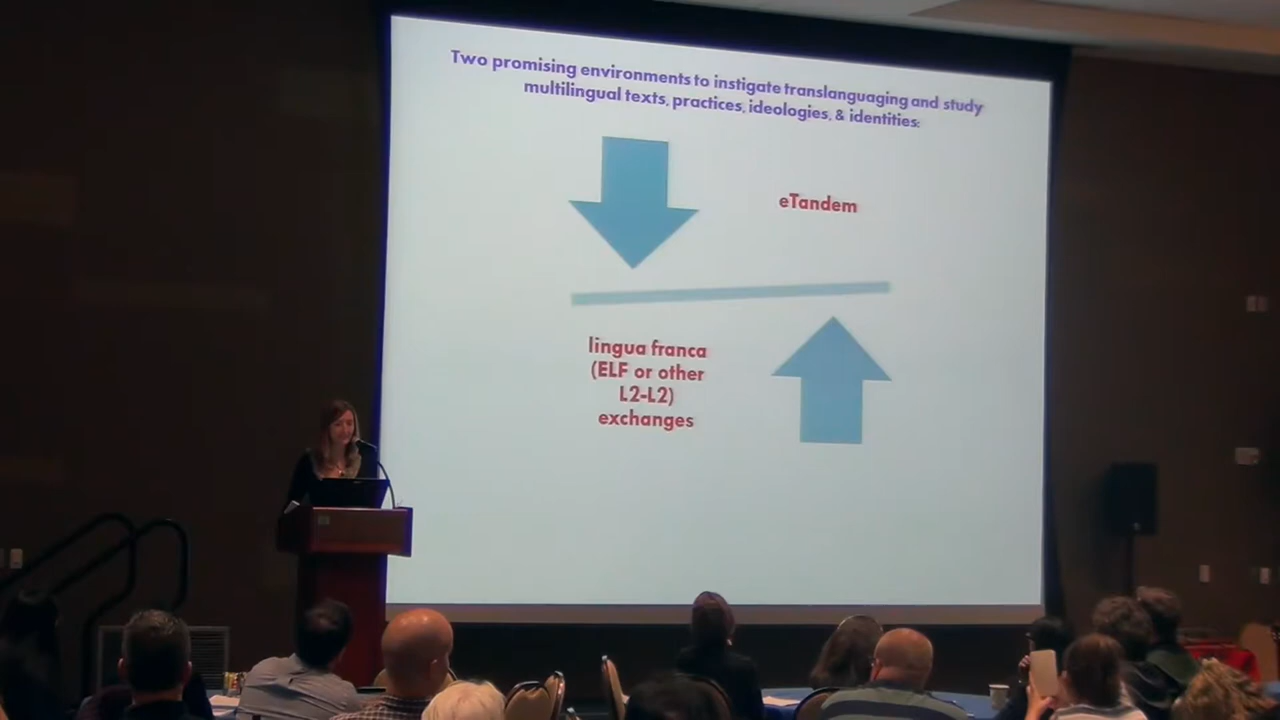 Two promising environments to instigate translanguaging and study
multilingual texts, practices, ideologies, & identities:
eTandem
lingua franca
(ELF or other
L2-L2)
exchanges